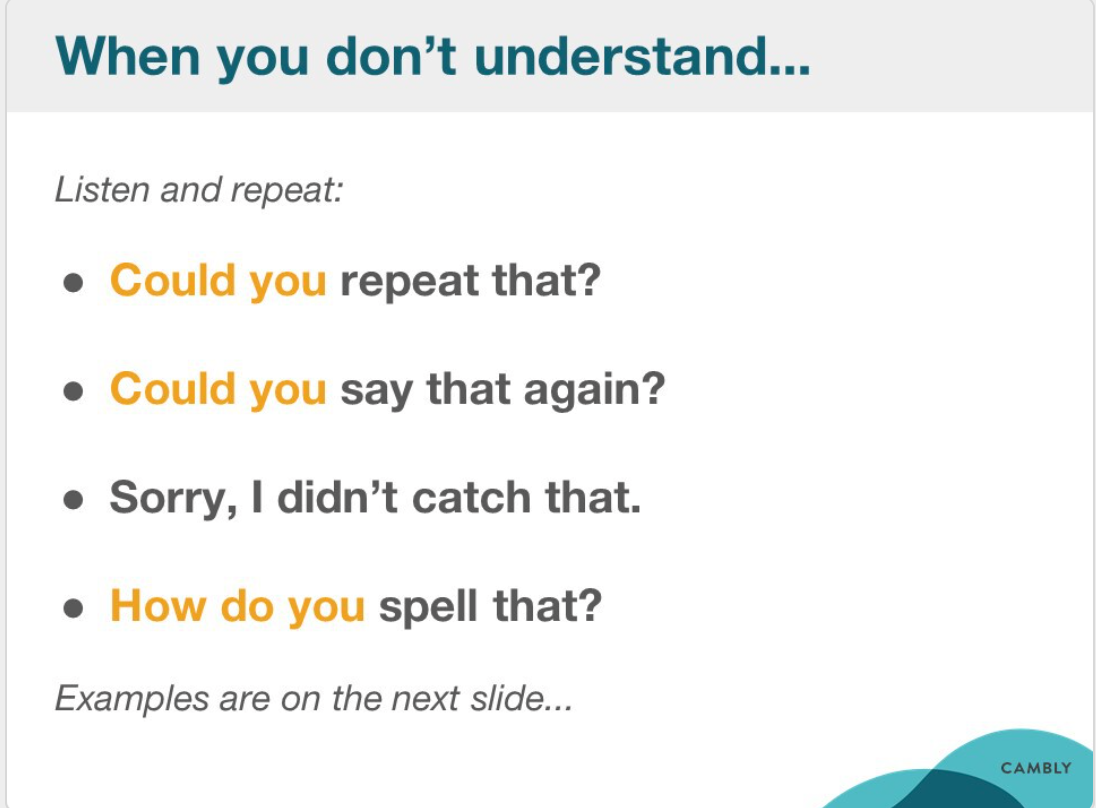 When you don’t understand...
Listen and repeat:
● Could you repeat that?
● Could you say that again?
● Sorry, I didn’t catch that.
● How do you spell that?
Examples are on the next slide...
CAMBLY